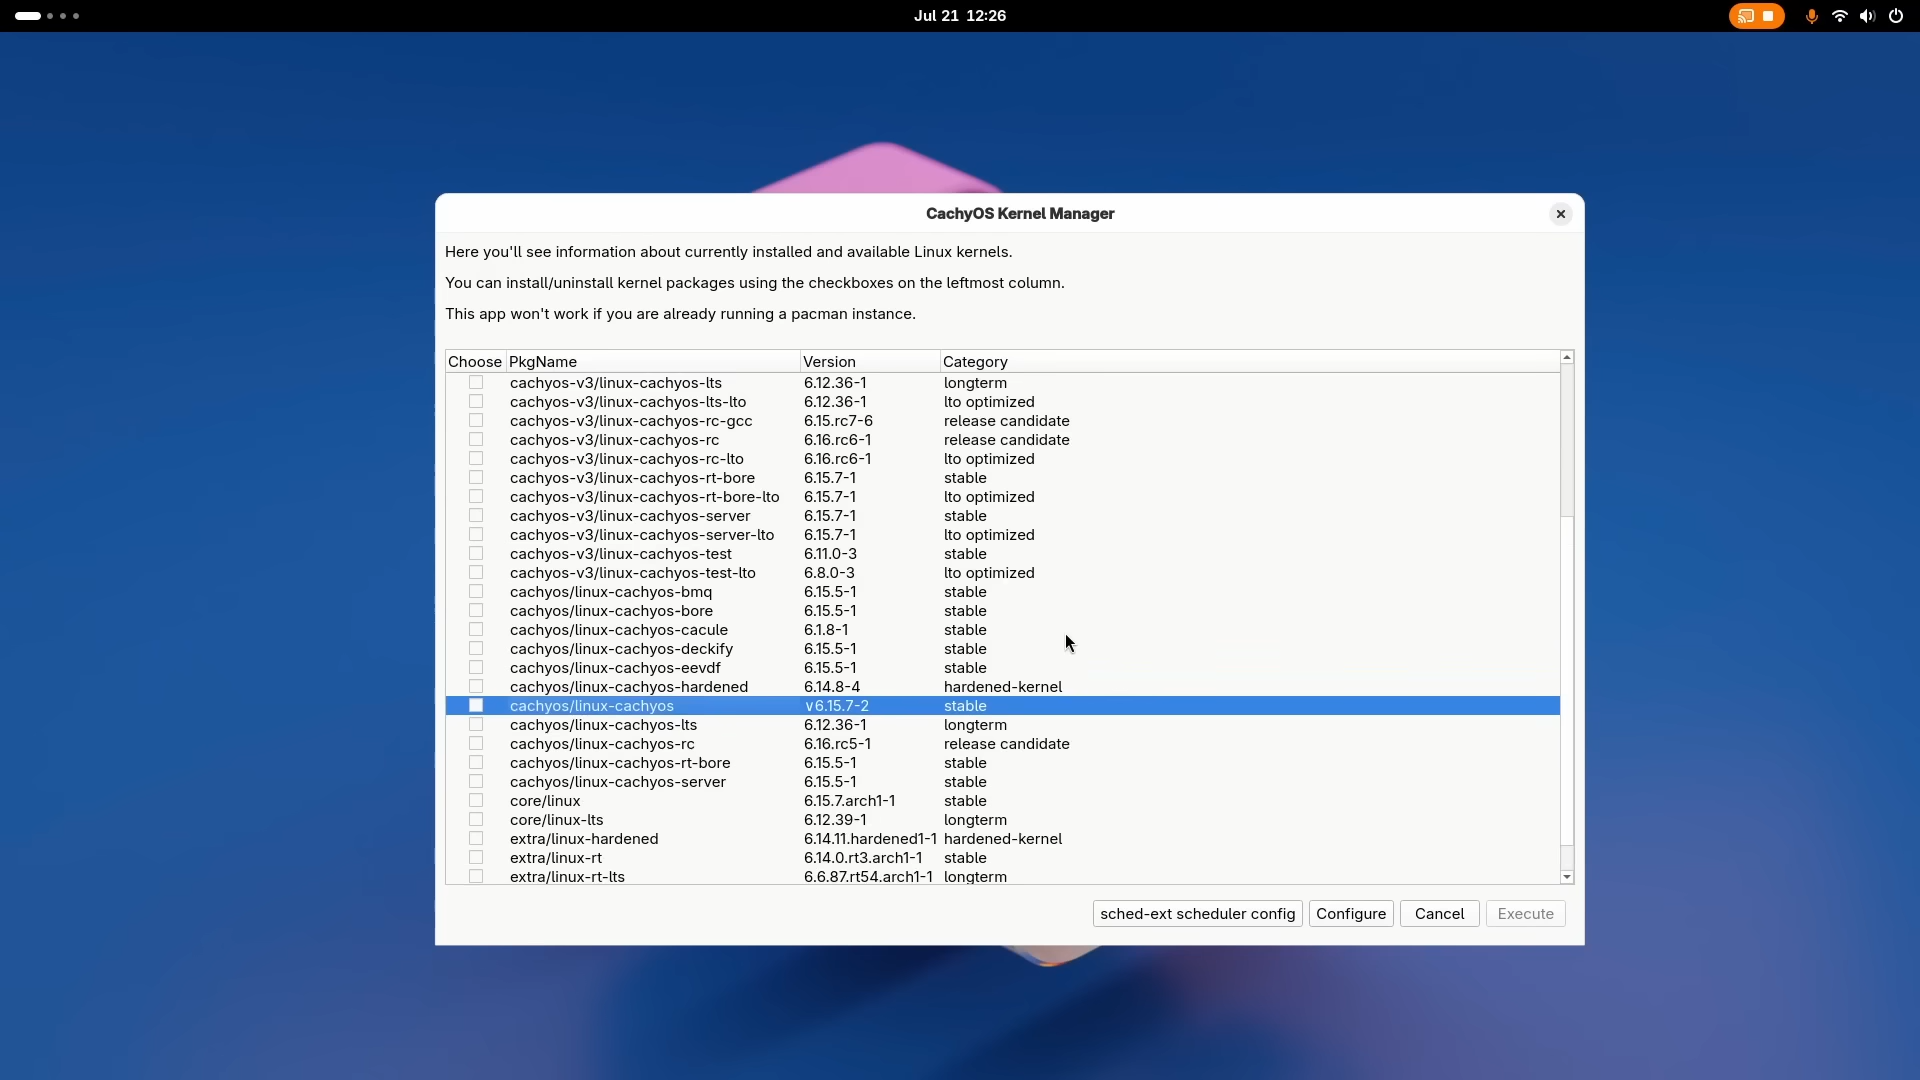 Jul 21 12:26
CachyOS Kernel Manager
Here you'll see information about currently installed and available Linux kernels.
You can install/uninstall kernel packages using the checkboxes on the leftmost column.
This app won't work if you are already running a pacman instance.
Choose PkgName Version Category
cachyos-v3/linux-cachyos-lts 6.12.36-1 longterm
cachyos-v3/linux-cachyos-lts-lto 6.12.36-1 lto optimized
cachyos-v3/linux-cachyos-rc-gcc 6.15.rc7-6 release candidate
cachyos-v3/linux-cachyos-rc 6.16.rc6-1 release candidate
cachyos-v3/linux-cachyos-rc-lto 6.16.rc6-1 lto optimized
cachyos-v3/linux-cachyos-rt-bore 6.15.7-1 stable
cachyos-v3/linux-cachyos-rt-bore-lto 6.15.7-1 lto optimized
cachyos-v3/linux-cachyos-server 6.15.7-1 stable
cachyos-v3/linux-cachyos-server-lto 6.15.7-1 lto optimized
cachyos-v3/linux-cachyos-test 6.11.0-3 stable
cachyos-v3/linux-cachyos-test-lto 6.8.0-3 lto optimized
cachyos/linux-cachyos-bmq 6.15.5-1 stable
cachyos/linux-cachyos-bore 6.15.5-1 stable
cachyos/linux-cachyos-cacule 6.1.8-1 stable
cachyos/linux-cachyos-deckify 6.15.5-1 stable
cachyos/linux-cachyos-eevdf 6.15.5-1 stable
cachyos/linux-cachyos-hardened 6.14.8-4 hardened-kernel
cachyos/linux-cachyos v6.15.7-2 stable
cachyos/linux-cachyos-lts 6.12.36-1 longterm
cachyos/linux-cachyos-rc 6.16.rc5-1 release candidate
cachyos/linux-cachyos-rt-bore 6.15.5-1 stable
cachyos/linux-cachyos-server 6.15.5-1 stable
core/linux 6.15.7.arch1-1 stable
core/linux-lts 6.12.39-1 longterm
extra/linux-hardened 6.14.11.hardened1-1 hardened-kernel
extra/linux-rt 6.14.0.rt3.arch1-1 stable
extra/linux-rt-lts 6.6.87.rt54.arch1-1 longterm
sched-ext scheduler config Configure Cancel Execute